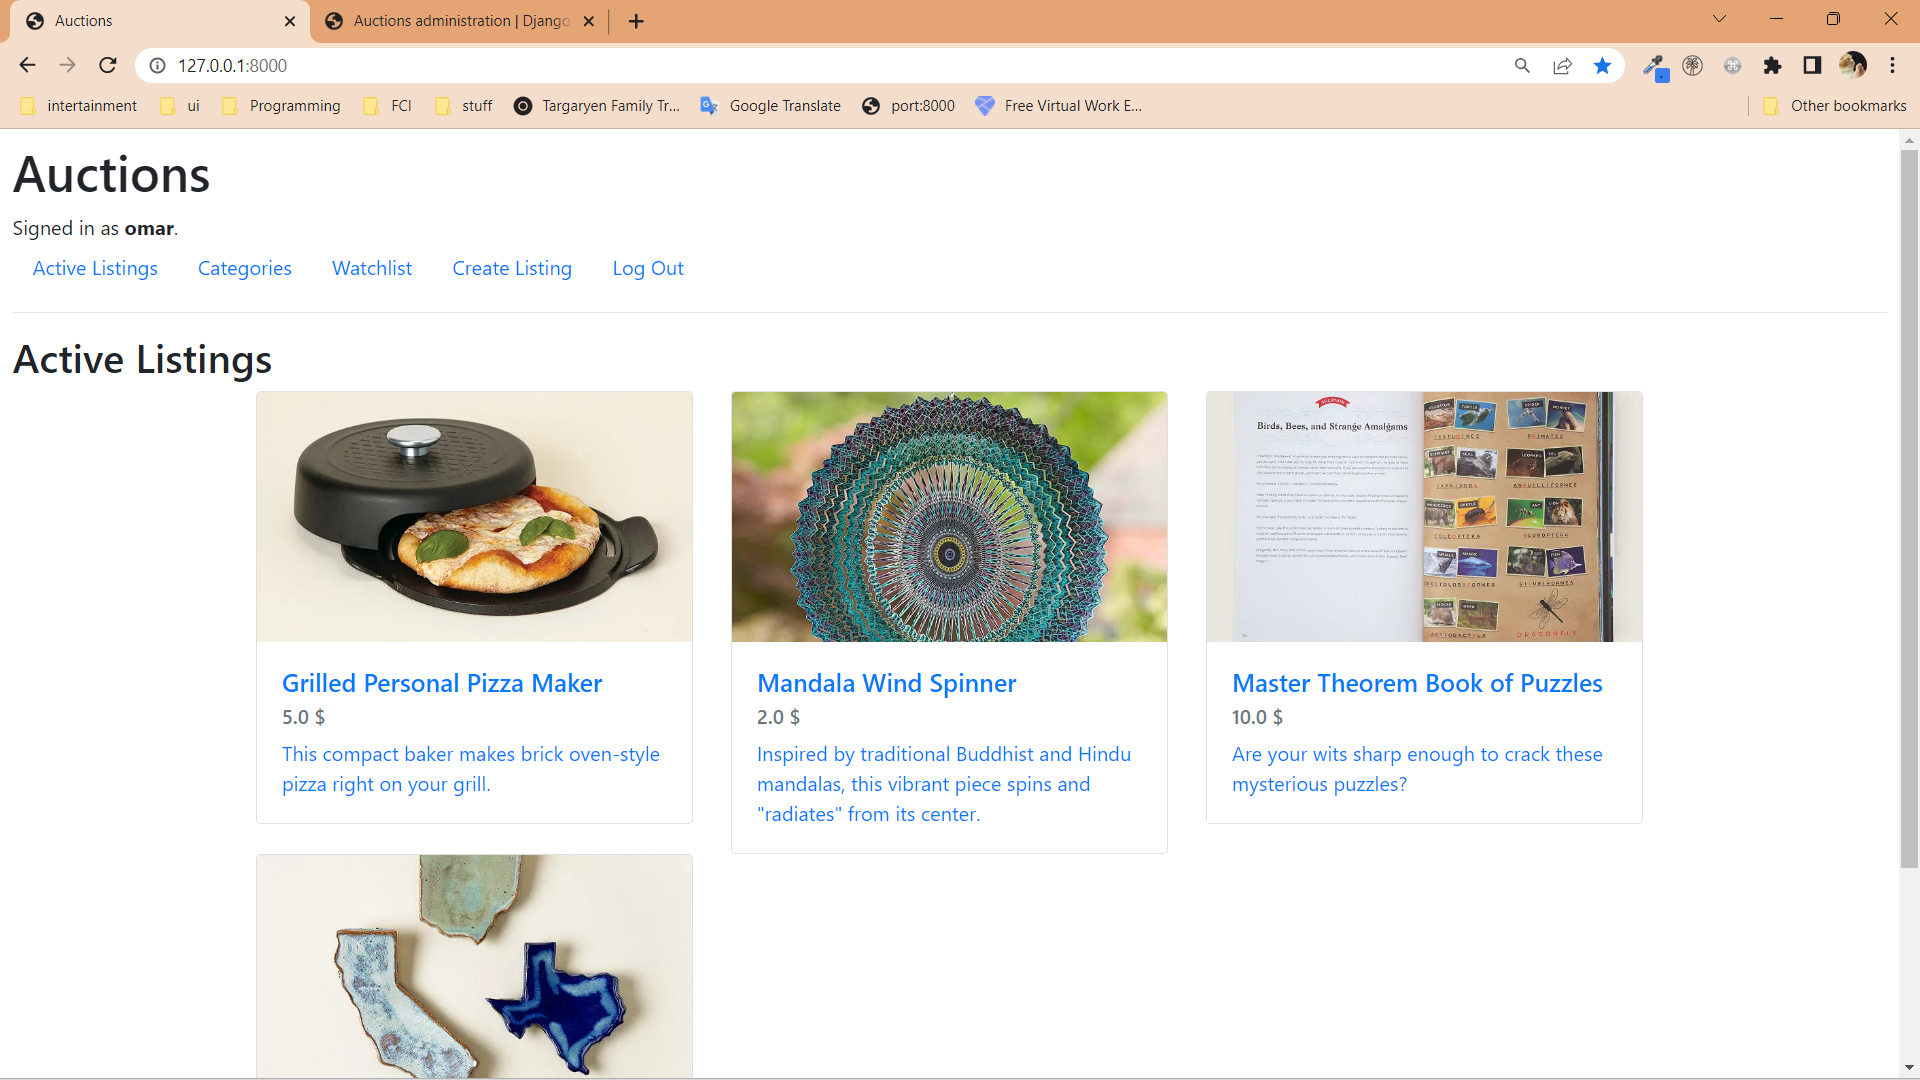 Auctions
Auctions administration | Django
127.0.0.1:8000
intertainment
ui
Programming
FCI
stuff
Targaryen Family Tr...
Google Translate
port:8000
Free Virtual Work E...
Other bookmarks
Auctions
Signed in as omar.
Active Listings
Categories
Watchlist
Create Listing
Log Out
Active Listings
Birds, Bees, and Strange Amalgams
DRAGONFLY
Grilled Personal Pizza Maker
5.0 $
This compact baker makes brick oven-style
pizza right on your grill.
Mandala Wind Spinner
2.0 $
Inspired by traditional Buddhist and Hindu
mandalas, this vibrant piece spins and
"radiates" from its center.
Master Theorem Book of Puzzles
10.0 $
Are your wits sharp enough to crack these
mysterious puzzles?